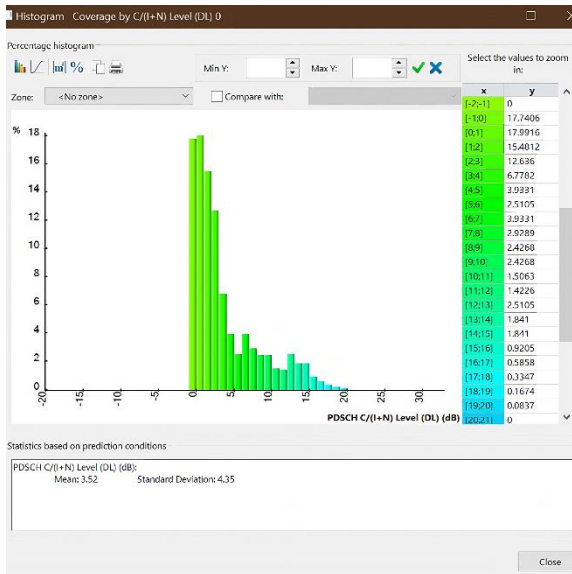 Histogram Coverage by C/(I+N) Level (DL) 0
Percentage histogram
|m| %
Min Y:
Max Y:
Select the values to zoom in:
Zone:
<No zone>
Compare with:
x y
[-2;-1] 0
[-1;0] 17.7406
[0;1] 17.9916
[1;2] 15.4812
[2;3] 12.636
[3;4] 6.7782
[4;5] 3.9331
[5;6] 2.5105
[6;7] 3.9331
[7;8] 2.9289
[8;9] 2.4268
[9;10] 2.4268
[10;11] 1.5063
[11;12] 1.4226
[12;13] 2.5105
[13;14] 1.841
[14;15] 1.841
[15;16] 0.9205
[16;17] 0.5858
[17;18] 0.3347
[18;19] 0.1674
[19;20] 0.0837
[20;21] 0
% 18
16
14
12
10
8
6
4
2
0
-20 -15 -10 -5 0 5 10 15 20 25 30
PDSCH C/(I+N) Level (DL) (dB)
Statistics based on prediction conditions
PDSCH C/(I+N) Level (DL) (dB):
Mean: 3.52 Standard Deviation: 4.35
Close